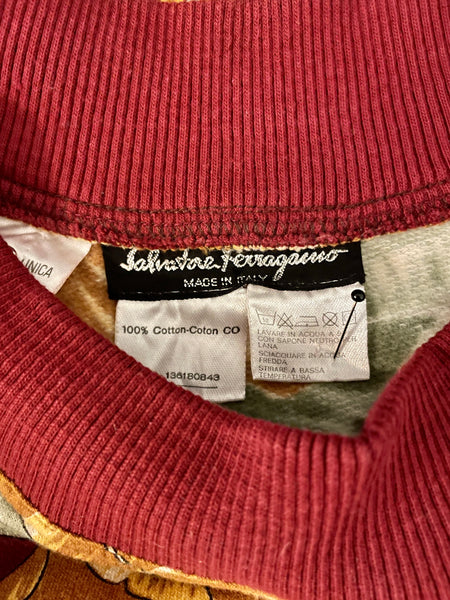 UNICA
Salvatore Ferragamo
MADE IN ITALY
100% Cotton-Coton CO
136180843
LAVARE IN ACQUA A
CON SAPONE NEUTRO PER
LANA
SCIACQUARE IN ACQUA
FREDDA
STIRARE A BASSA
TEMPERATURA